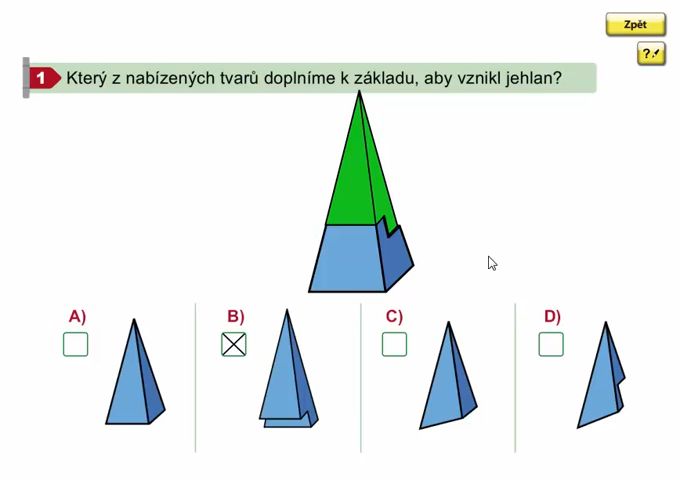 Zpět
?
1 Který z nabízených tvarů doplníme k základu, aby vznikl jehlan?
A) B) C) D)